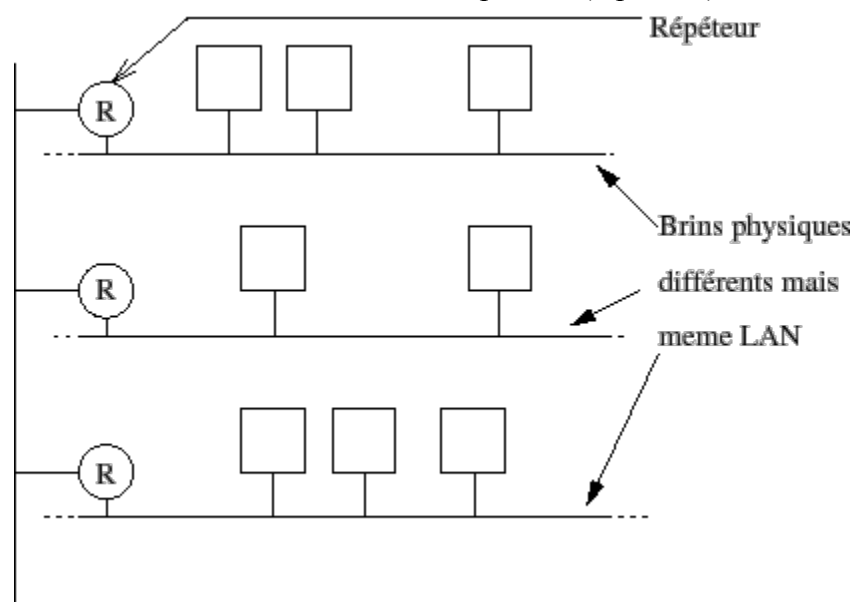 Répéteur
R
Brins physiques
différents mais
R
meme LAN
R